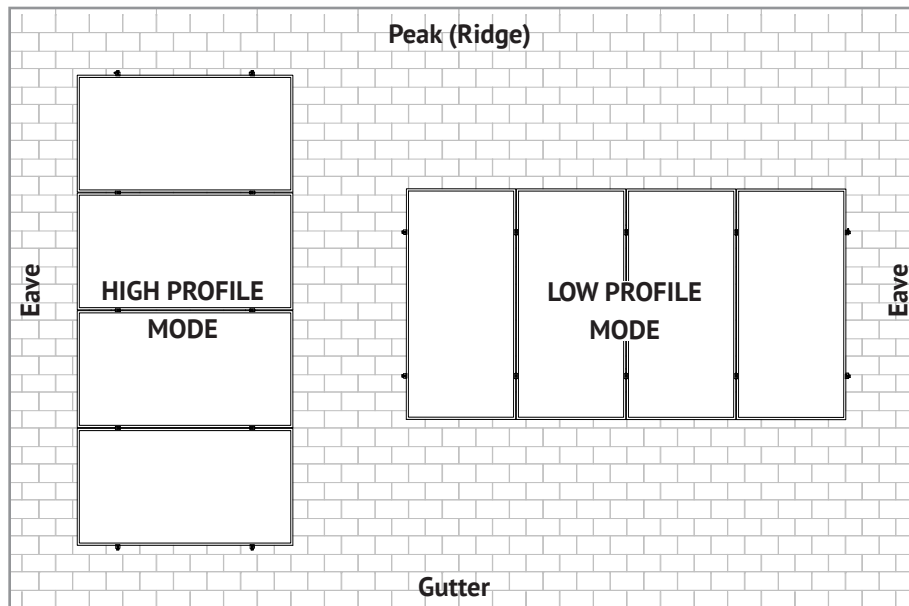 Peak (Ridge)
Eave
HIGH PROFILE
MODE
LOW PROFILE
MODE
Eave
Gutter